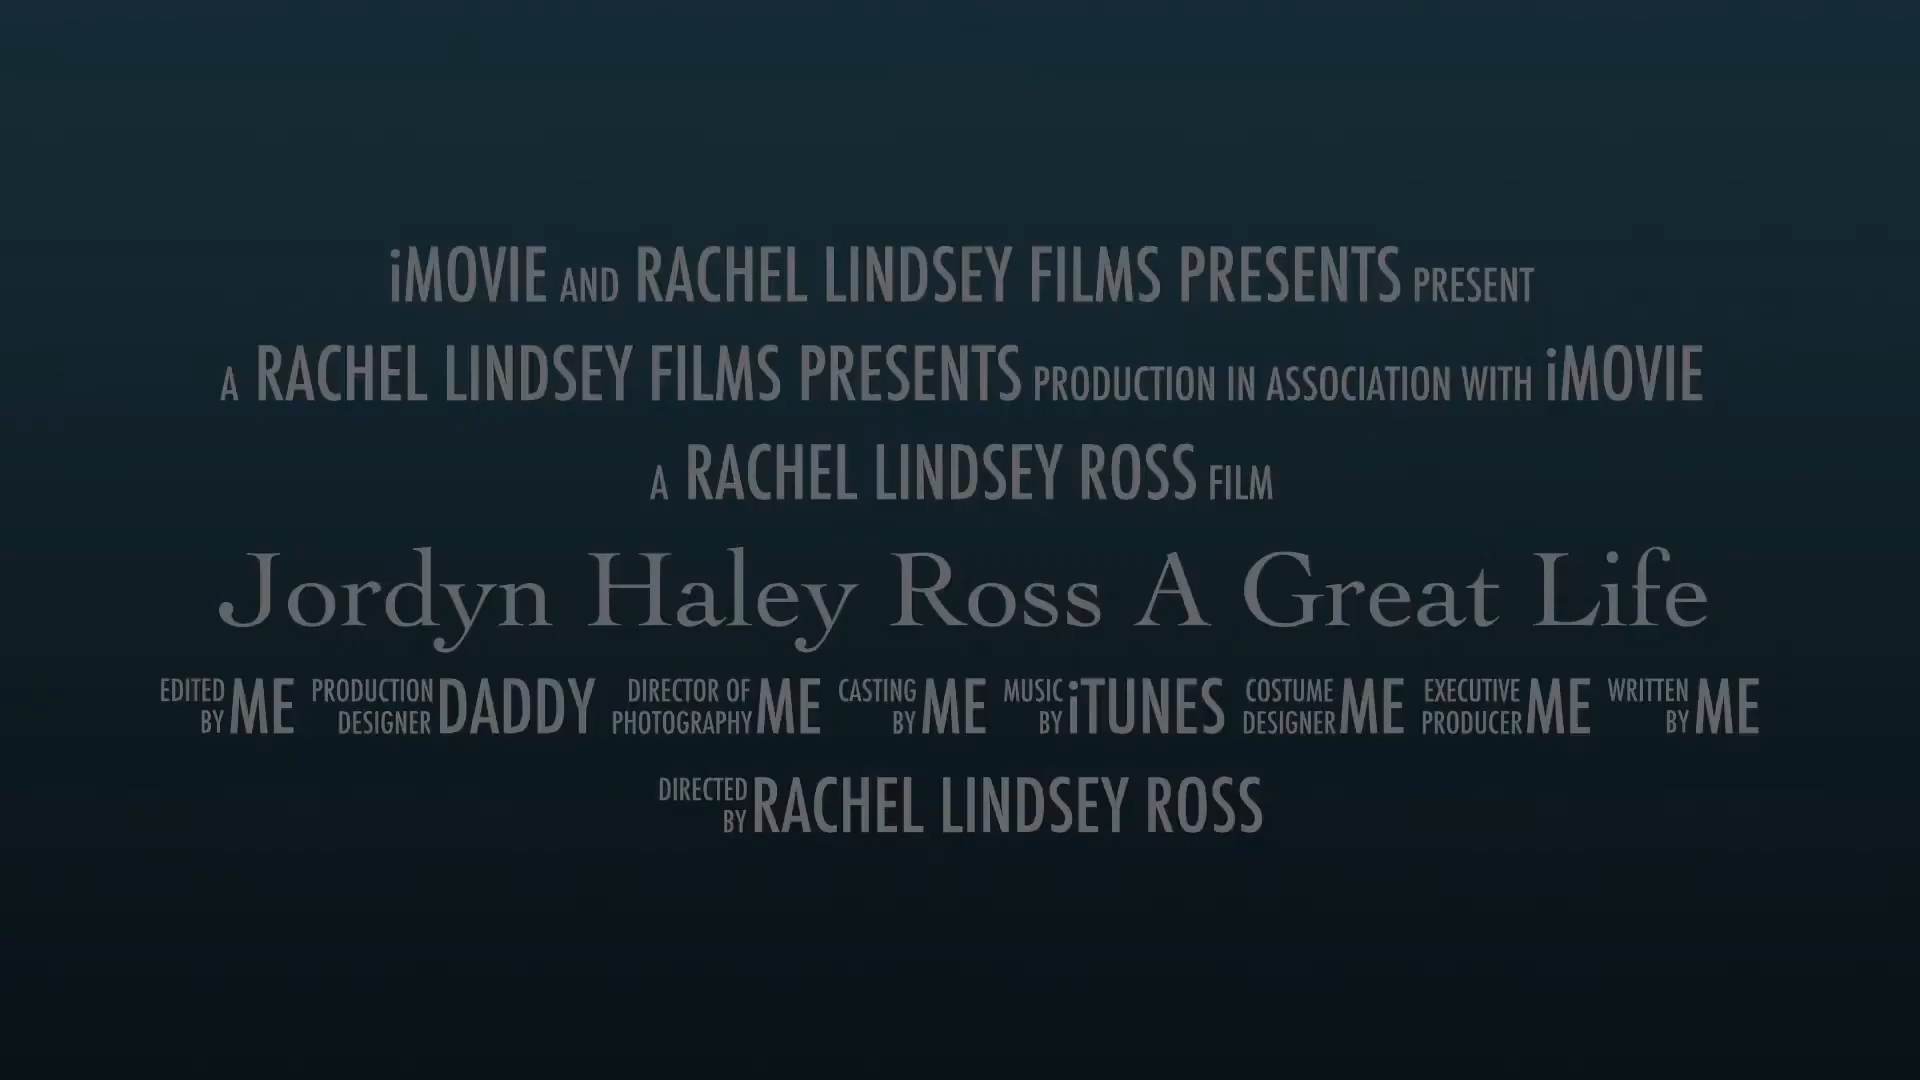 iMOVIE AND RACHEL LINDSEY FILMS PRESENTS PRESENT
A RACHEL LINDSEY FILMS PRESENTS PRODUCTION IN ASSOCIATION WITH iMOVIE
A RACHEL LINDSEY ROSS FILM
Jordyn Haley Ross A Great Life
EDITED BY ME PRODUCTION DESIGNER DADDY DIRECTOR OF PHOTOGRAPHY ME CASTING BY ME MUSIC BY iTUNES COSTUME DESIGNER ME EXECUTIVE PRODUCER ME WRITTEN BY ME
DIRECTED BY RACHEL LINDSEY ROSS